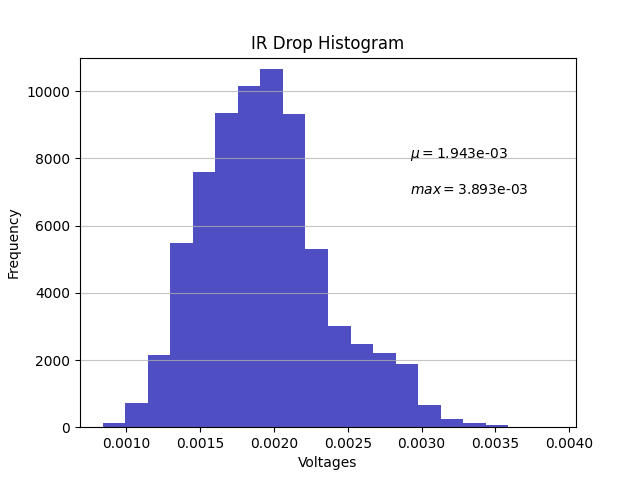 IR Drop Histogram
10000
8000
6000
4000
2000
0
Frequency
μ = 1.943e-03
max = 3.893e-03
0.0010 0.0015 0.0020 0.0025 0.0030 0.0035 0.0040
Voltages